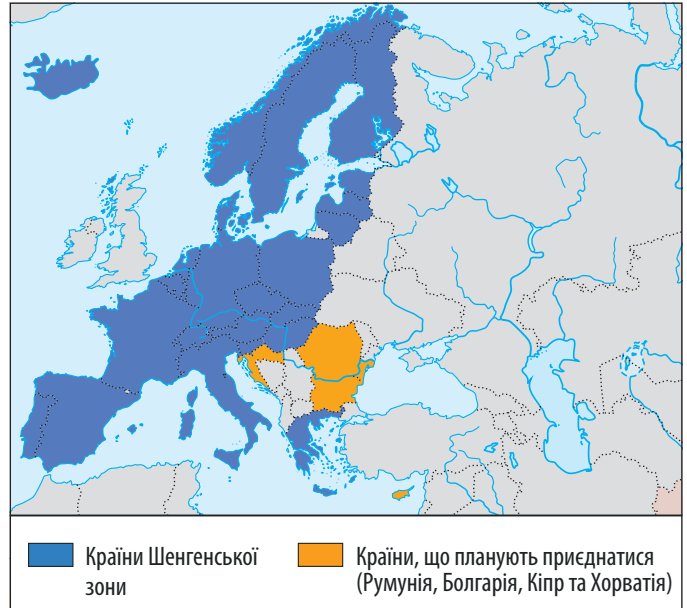 Країни Шенгенської
зони
Країни, що планують приєднатися
(Румунія, Болгарія, Кіпр та Хорватія)